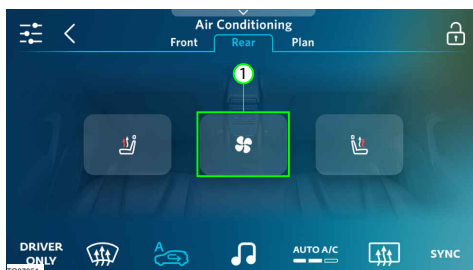 Air Conditioning
Front Rear Plan
1
A
DRIVER
ONLY
AUTO A/C
SYNC